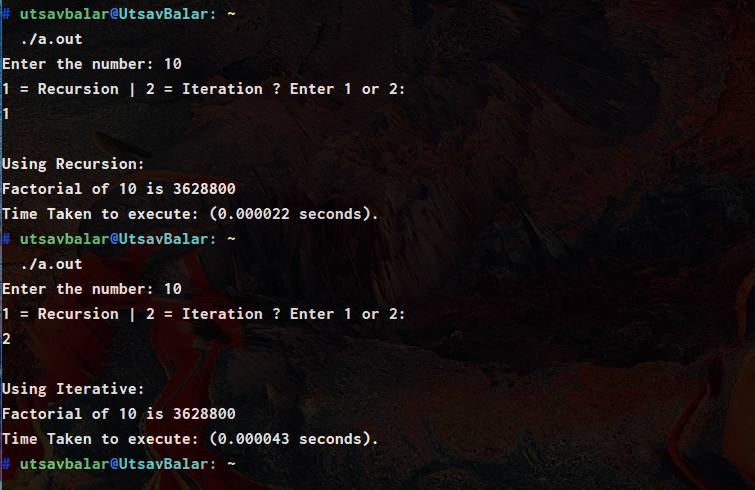 # utsavbalar@UtsavBalar: ~
./a.out
Enter the number: 10
1 = Recursion | 2 = Iteration ? Enter 1 or 2:
1
Using Recursion:
Factorial of 10 is 3628800
Time Taken to execute: (0.000022 seconds).
# utsavbalar@UtsavBalar: ~
./a.out
Enter the number: 10
1 = Recursion | 2 = Iteration ? Enter 1 or 2:
2
Using Iterative:
Factorial of 10 is 3628800
Time Taken to execute: (0.000043 seconds).
# utsavbalar@UtsavBalar: ~